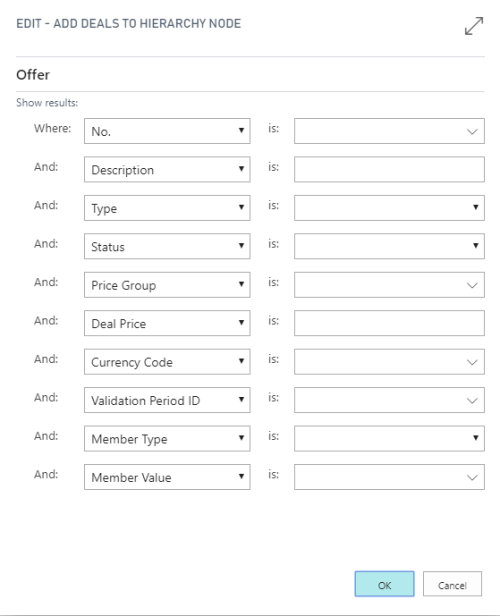 EDIT - ADD DEALS TO HIERARCHY NODE
Offer
Show results:
Where: No. is:
And: Description is:
And: Type is:
And: Status is:
And: Price Group is:
And: Deal Price is:
And: Currency Code is:
And: Validation Period ID is:
And: Member Type is:
And: Member Value is:
OK Cancel